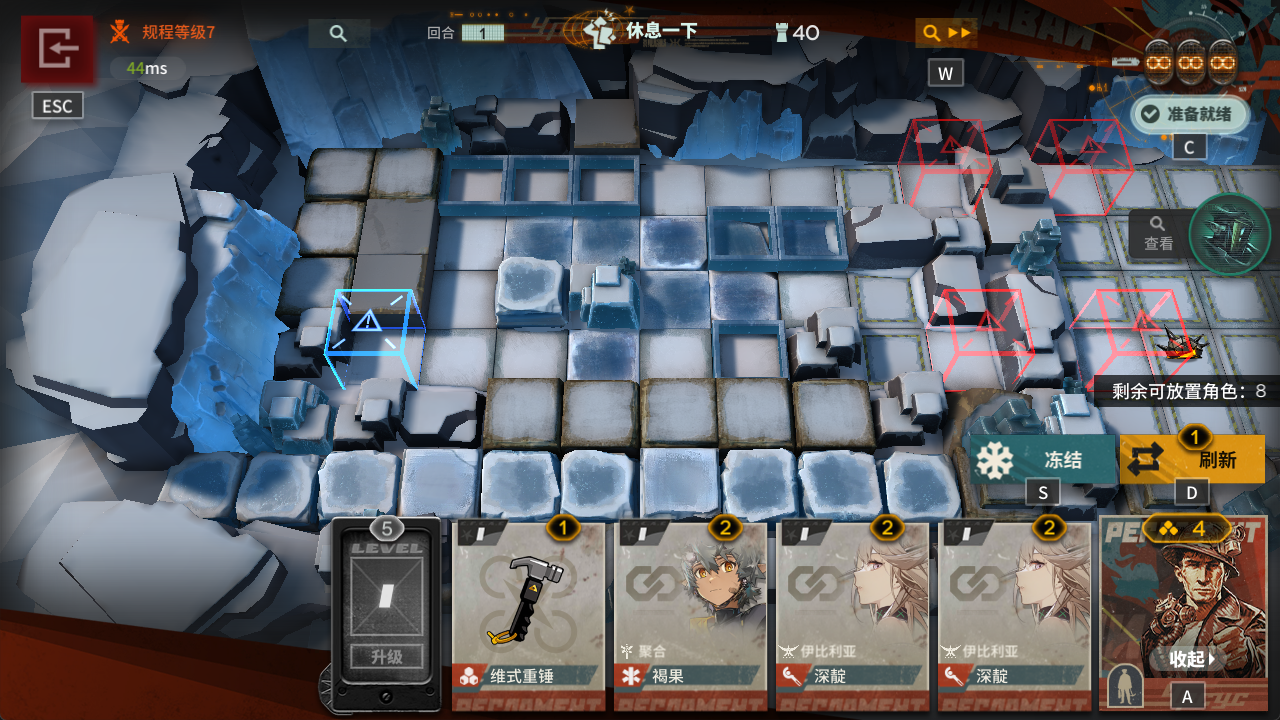 规程等级7
44ms
ESC
回合 1
休息一下
40
W
准备就绪
C
查看
剩余可放置角色：8
冻结
S
1
刷新
D
5
LEVEL
I
升级
I
1
维式重锤
I
2
聚合
褐果
I
2
伊比利亚
深靛
I
2
伊比利亚
深靛
4
收起
A